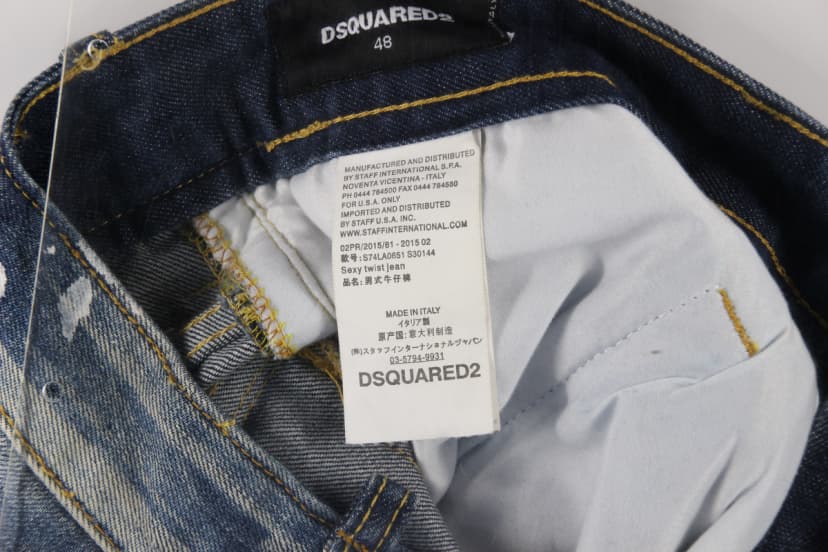 DSQUARED2
48
MANUFACTURED AND DISTRIBUTED
BY STAFF INTERNATIONAL S.P.A.
NOVENTA VICENTINA - ITALY
PH 0444 784500 FAX 0444 784580
FOR U.S.A. ONLY
IMPORTED AND DISTRIBUTED
BY STAFF U.S.A. INC.
WWW.STAFFINTERNATIONAL.COM
02PR/2015/61 - 2015 02
款号: S74LA0651 S30144
Sexy twist jean
品名: 男式牛仔裤
MADE IN ITALY
イタリア製
原产国: 意大利制造
(株)スタッフインターナショナルジャパン
03-5794-9931
DSQUARED2